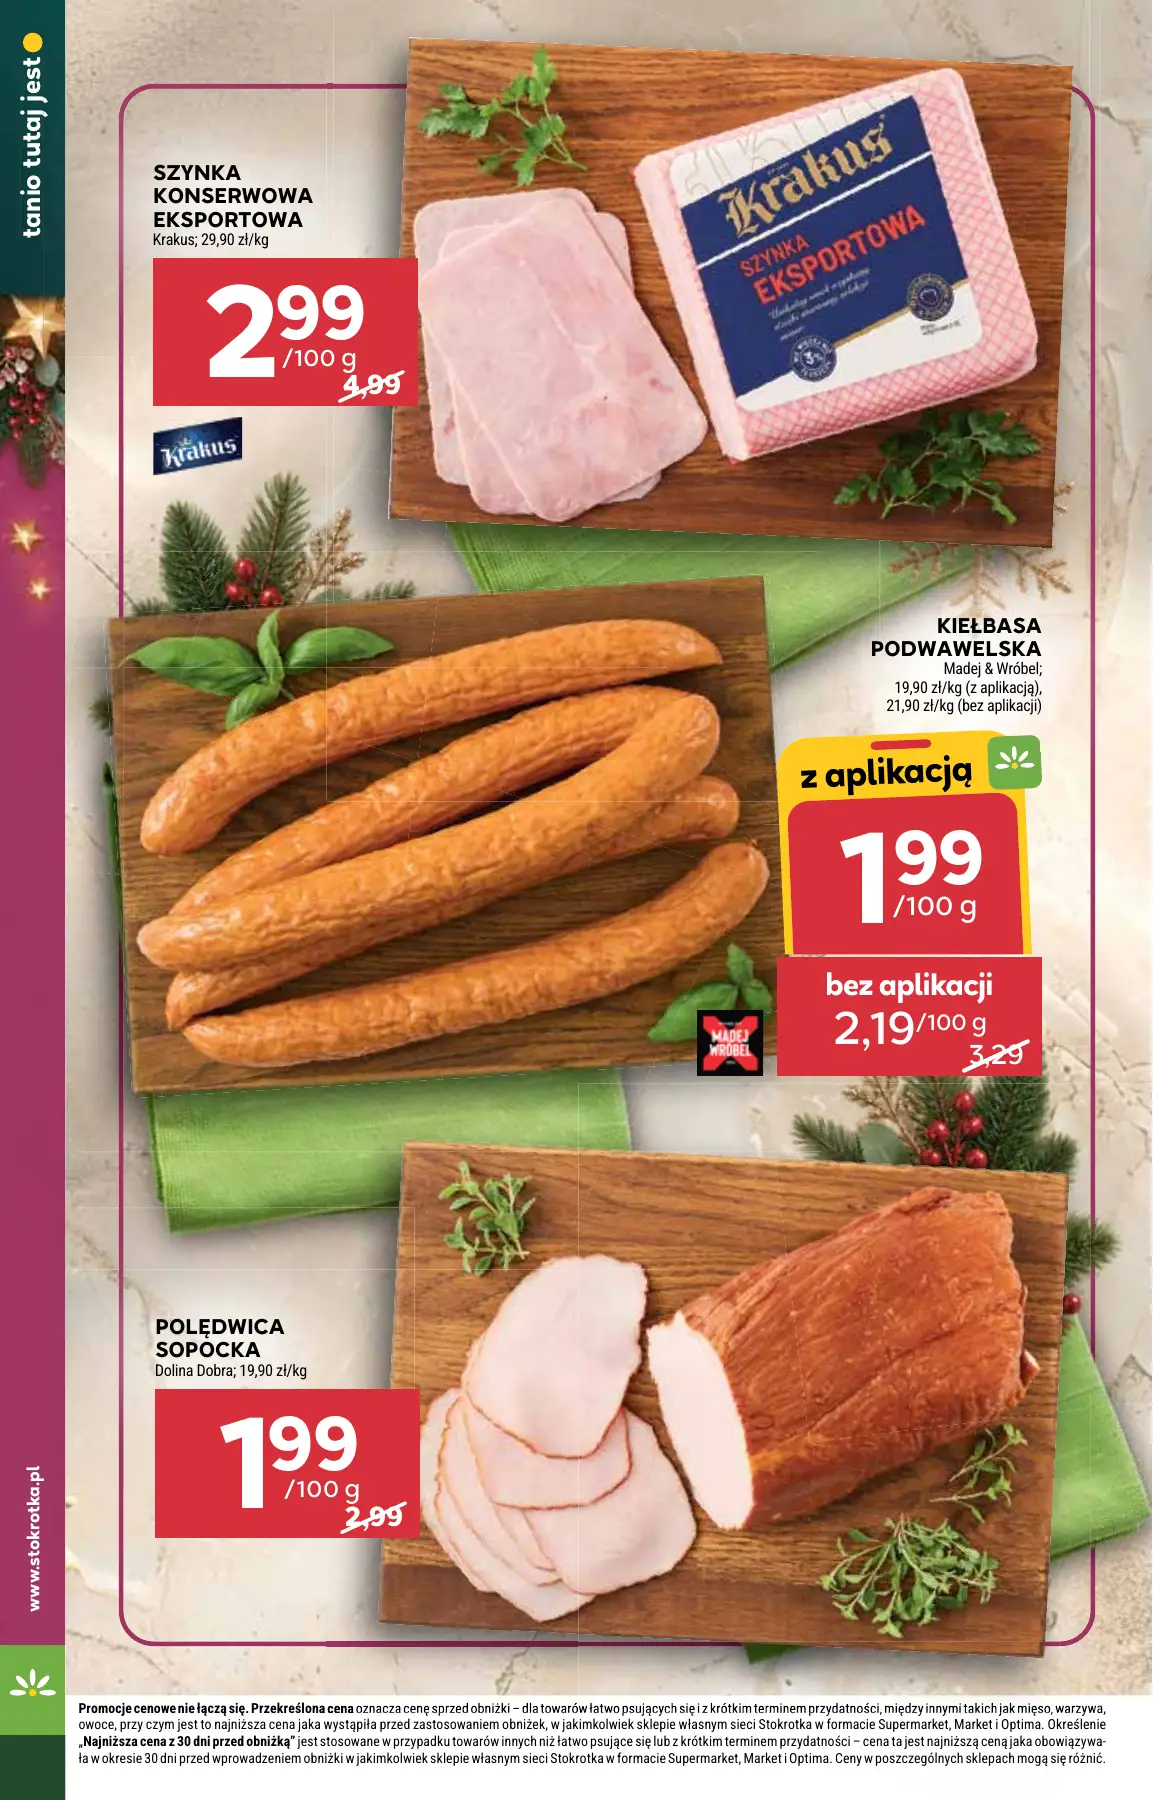 tanio tutaj jest
SZYNKA
KONSERWOWA
EKSPORTOWA
Krakus; 29,90 zł/kg
2 99
/100 g
4,99
Krakus
Krakus
SZYNKA
EKSPORTOWA
3%
KIEŁBASA
PODWAWELSKA
Madej & Wróbel;
19,90 zł/kg (z aplikacją),
21,90 zł/kg (bez aplikacji)
z aplikacją
1 99
/100 g
bez aplikacji
2,19/100 g
3,29
MADEJ
WRÓBEL
POLĘDWICA
SOPOCKA
Dolina Dobra; 19,90 zł/kg
1 99
/100 g
2,99
www.stokrotka.pl
Promocje cenowe nie łączą się. Przekreślona cena oznacza cenę sprzed obniżki – dla towarów łatwo psujących się i z krótkim terminem przydatności, między innymi takich jak mięso, warzywa,
owoce, przy czym jest to najniższa cena jaka wystąpiła przed zastosowaniem obniżek, w jakimkolwiek sklepie własnym sieci Stokrotka w formacie Supermarket, Market i Optima. Określenie
„Najniższa cena z 30 dni przed obniżką” jest stosowane w przypadku towarów innych niż łatwo psujące się lub z krótkim terminem przydatności – cena ta jest najniższą ceną jaka obowiązywa-
ła w okresie 30 dni przed wprowadzeniem obniżki w jakimkolwiek sklepie własnym sieci Stokrotka w formacie Supermarket, Market i Optima. Ceny w poszczególnych sklepach mogą się różnić.